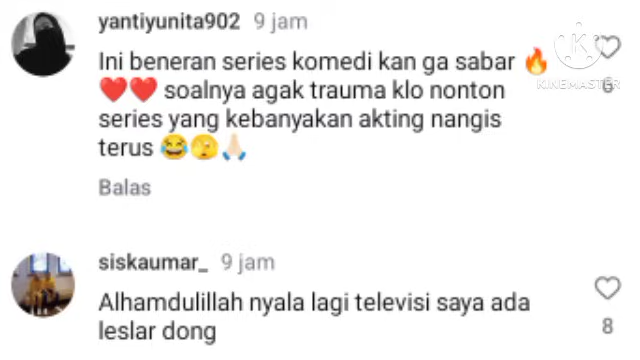 yantiyunita902 9 jam
Ini beneran series komedi kan ga sabar 🔥
❤️❤️ soalnya agak trauma klo nonton
series yang kebanyakan akting nangis
terus 😂🫣🙏🏻
Balas
6
KINEMASTER
siskaumar_ 9 jam
Alhamdulillah nyala lagi televisi saya ada
leslar dong
8